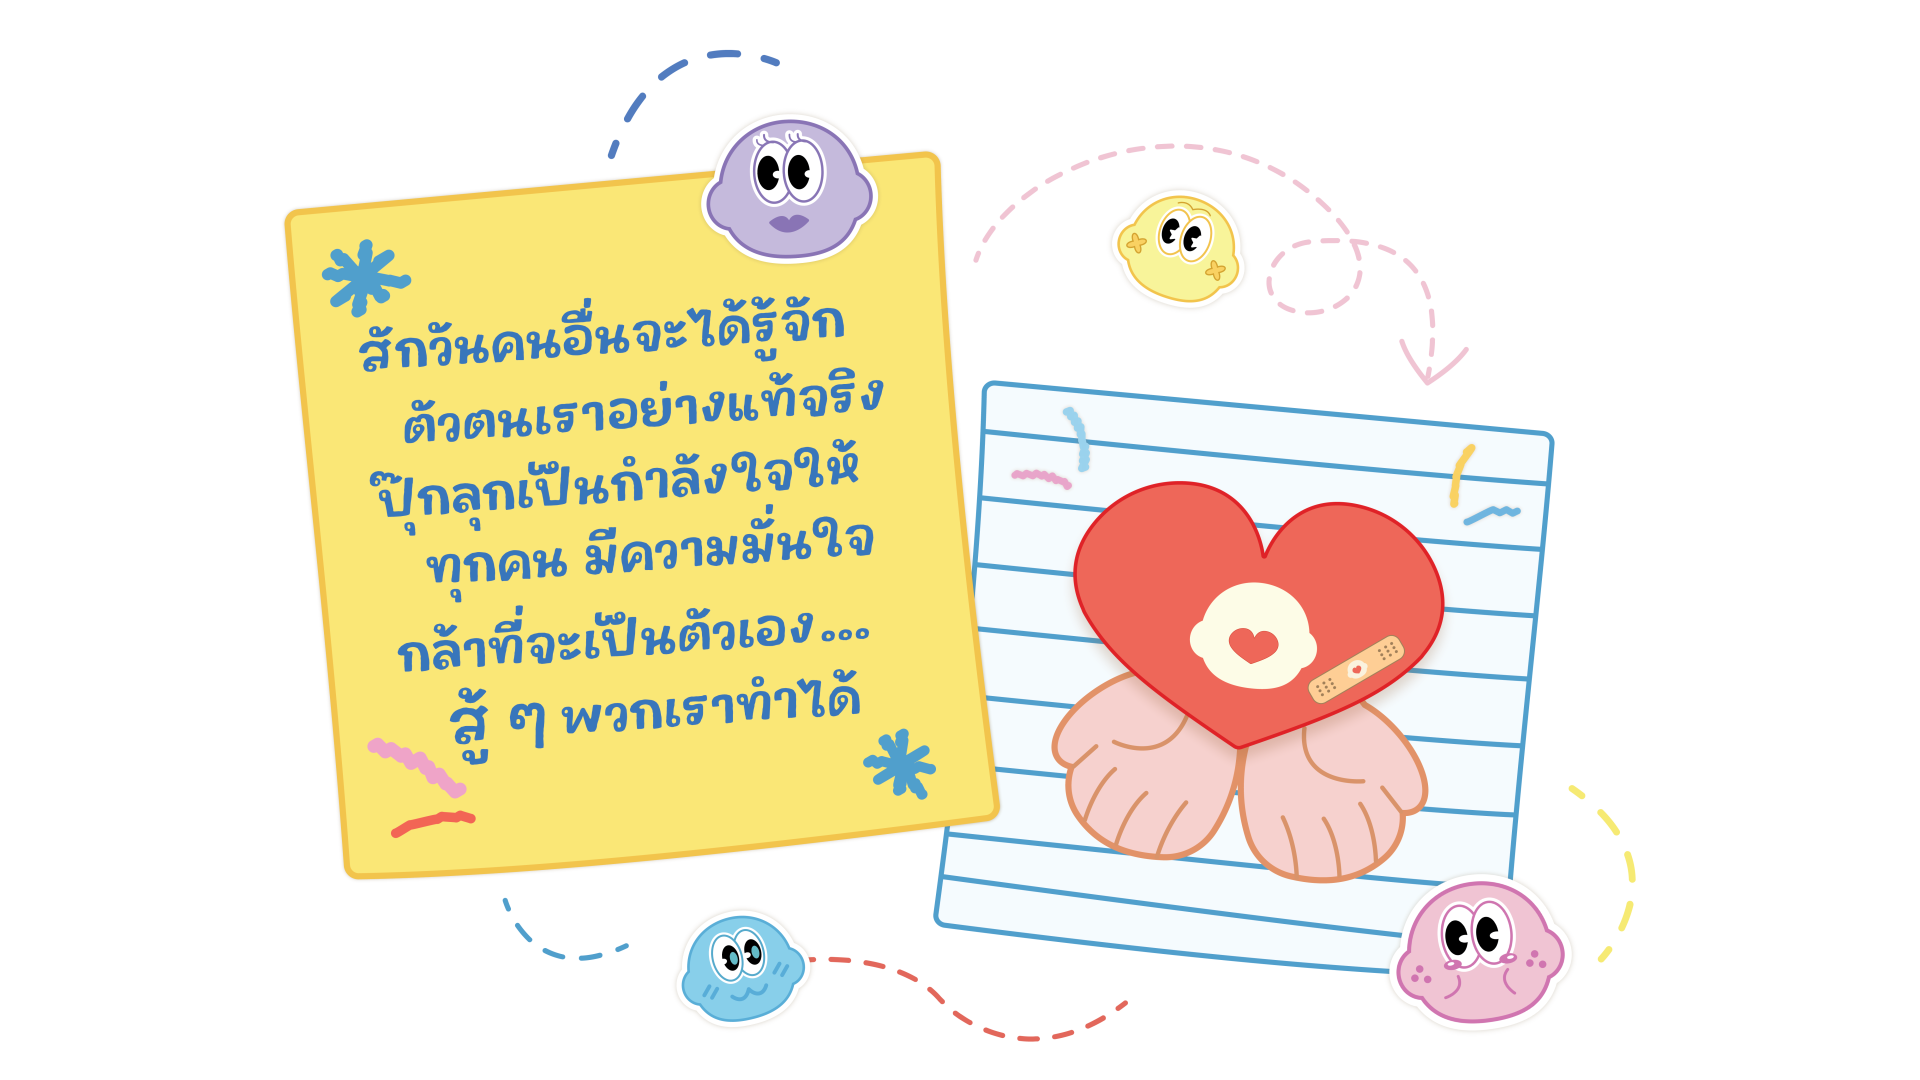 สักวันคนอื่นจะได้รู้จัก
ตัวตนเราอย่างแท้จริง
ปุ๊กลุกเป็นกำลังใจให้
ทุกคน มีความมั่นใจ
กล้าที่จะเป็นตัวเอง...
สู้ ๆ พวกเราทำได้